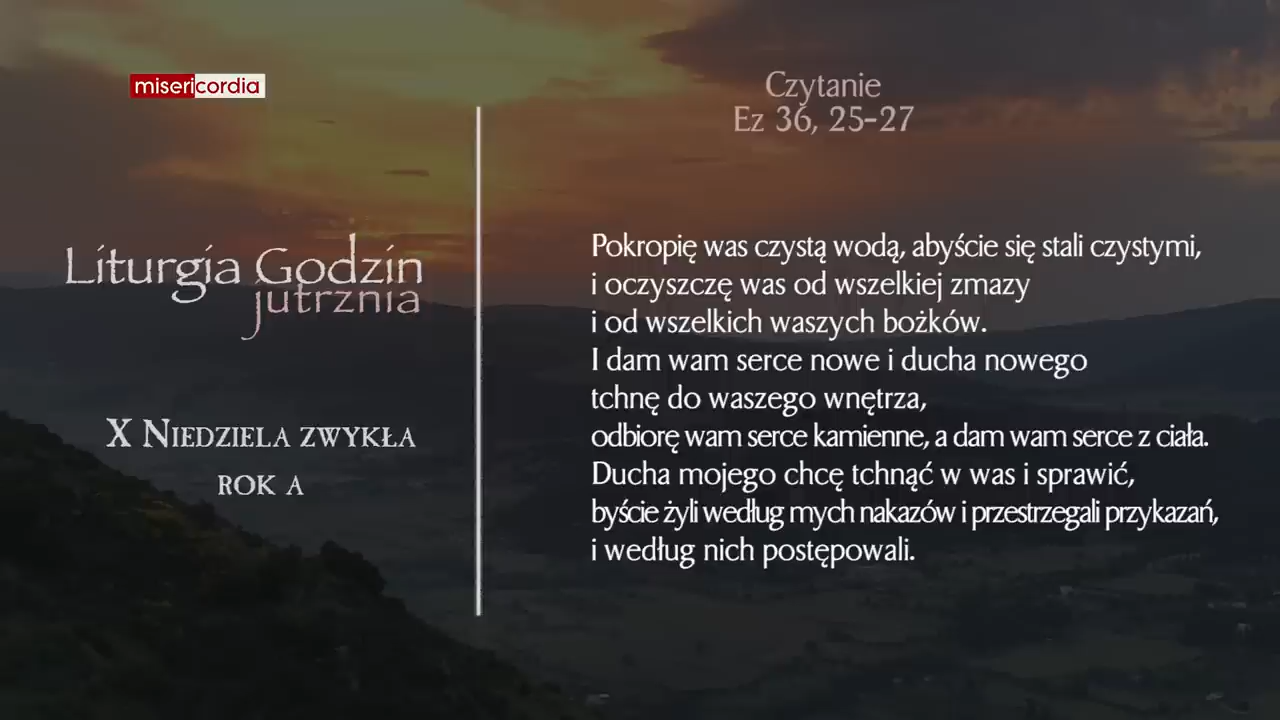 misericordia
Liturgia Godzin
jutrznia
X Niedziela zwykła
rok A
Czytanie
Ez 36, 25-27
Pokropię was czystą wodą, abyście się stali czystymi,
i oczyszczę was od wszelkiej zmazy
i od wszelkich waszych bożków.
I dam wam serce nowe i ducha nowego
tchnę do waszego wnętrza,
odbiorę wam serce kamienne, a dam wam serce z ciała.
Ducha mojego chcę tchnąć w was i sprawić,
byście żyli według mych nakazów i przestrzegali przykazań,
i według nich postępowali.